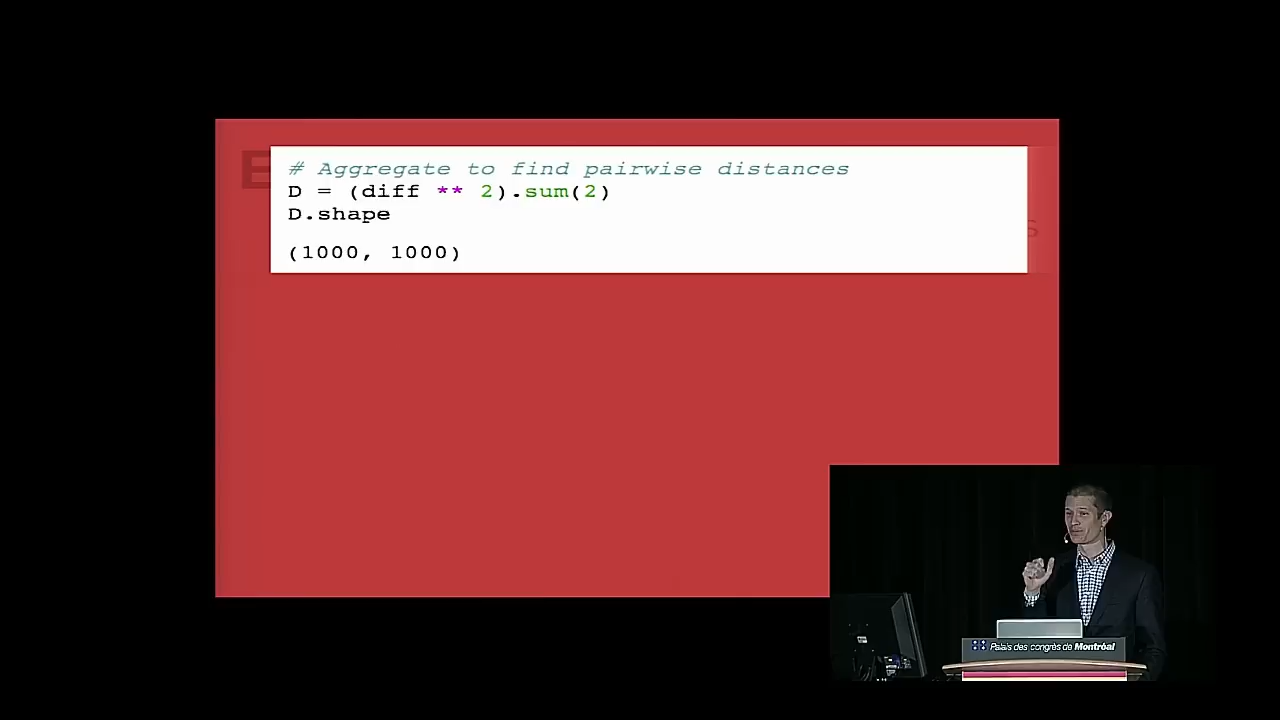 # Aggregate to find pairwise distances
D = (diff ** 2).sum(2)
D.shape
(1000, 1000)
Palais des congrès de Montréal